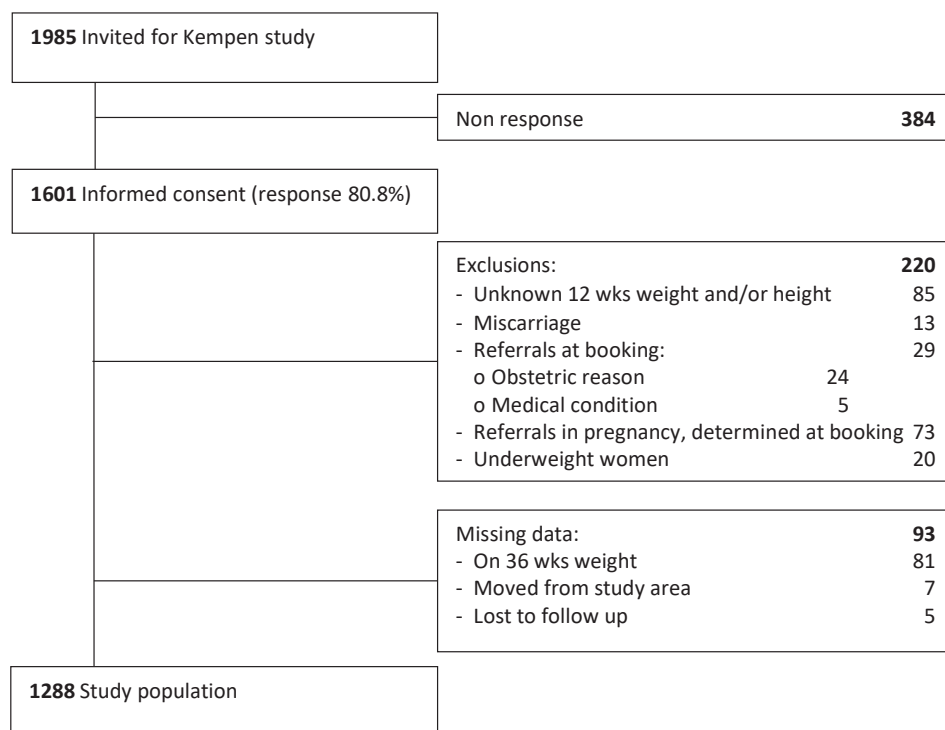 1985 Invited for Kempen study
Non response 384
1601 Informed consent (response 80.8%)
Exclusions: 220
- Unknown 12 wks weight and/or height 85
- Miscarriage 13
- Referrals at booking: 29
o Obstetric reason 24
o Medical condition 5
- Referrals in pregnancy, determined at booking 73
- Underweight women 20
Missing data: 93
- On 36 wks weight 81
- Moved from study area 7
- Lost to follow up 5
1288 Study population